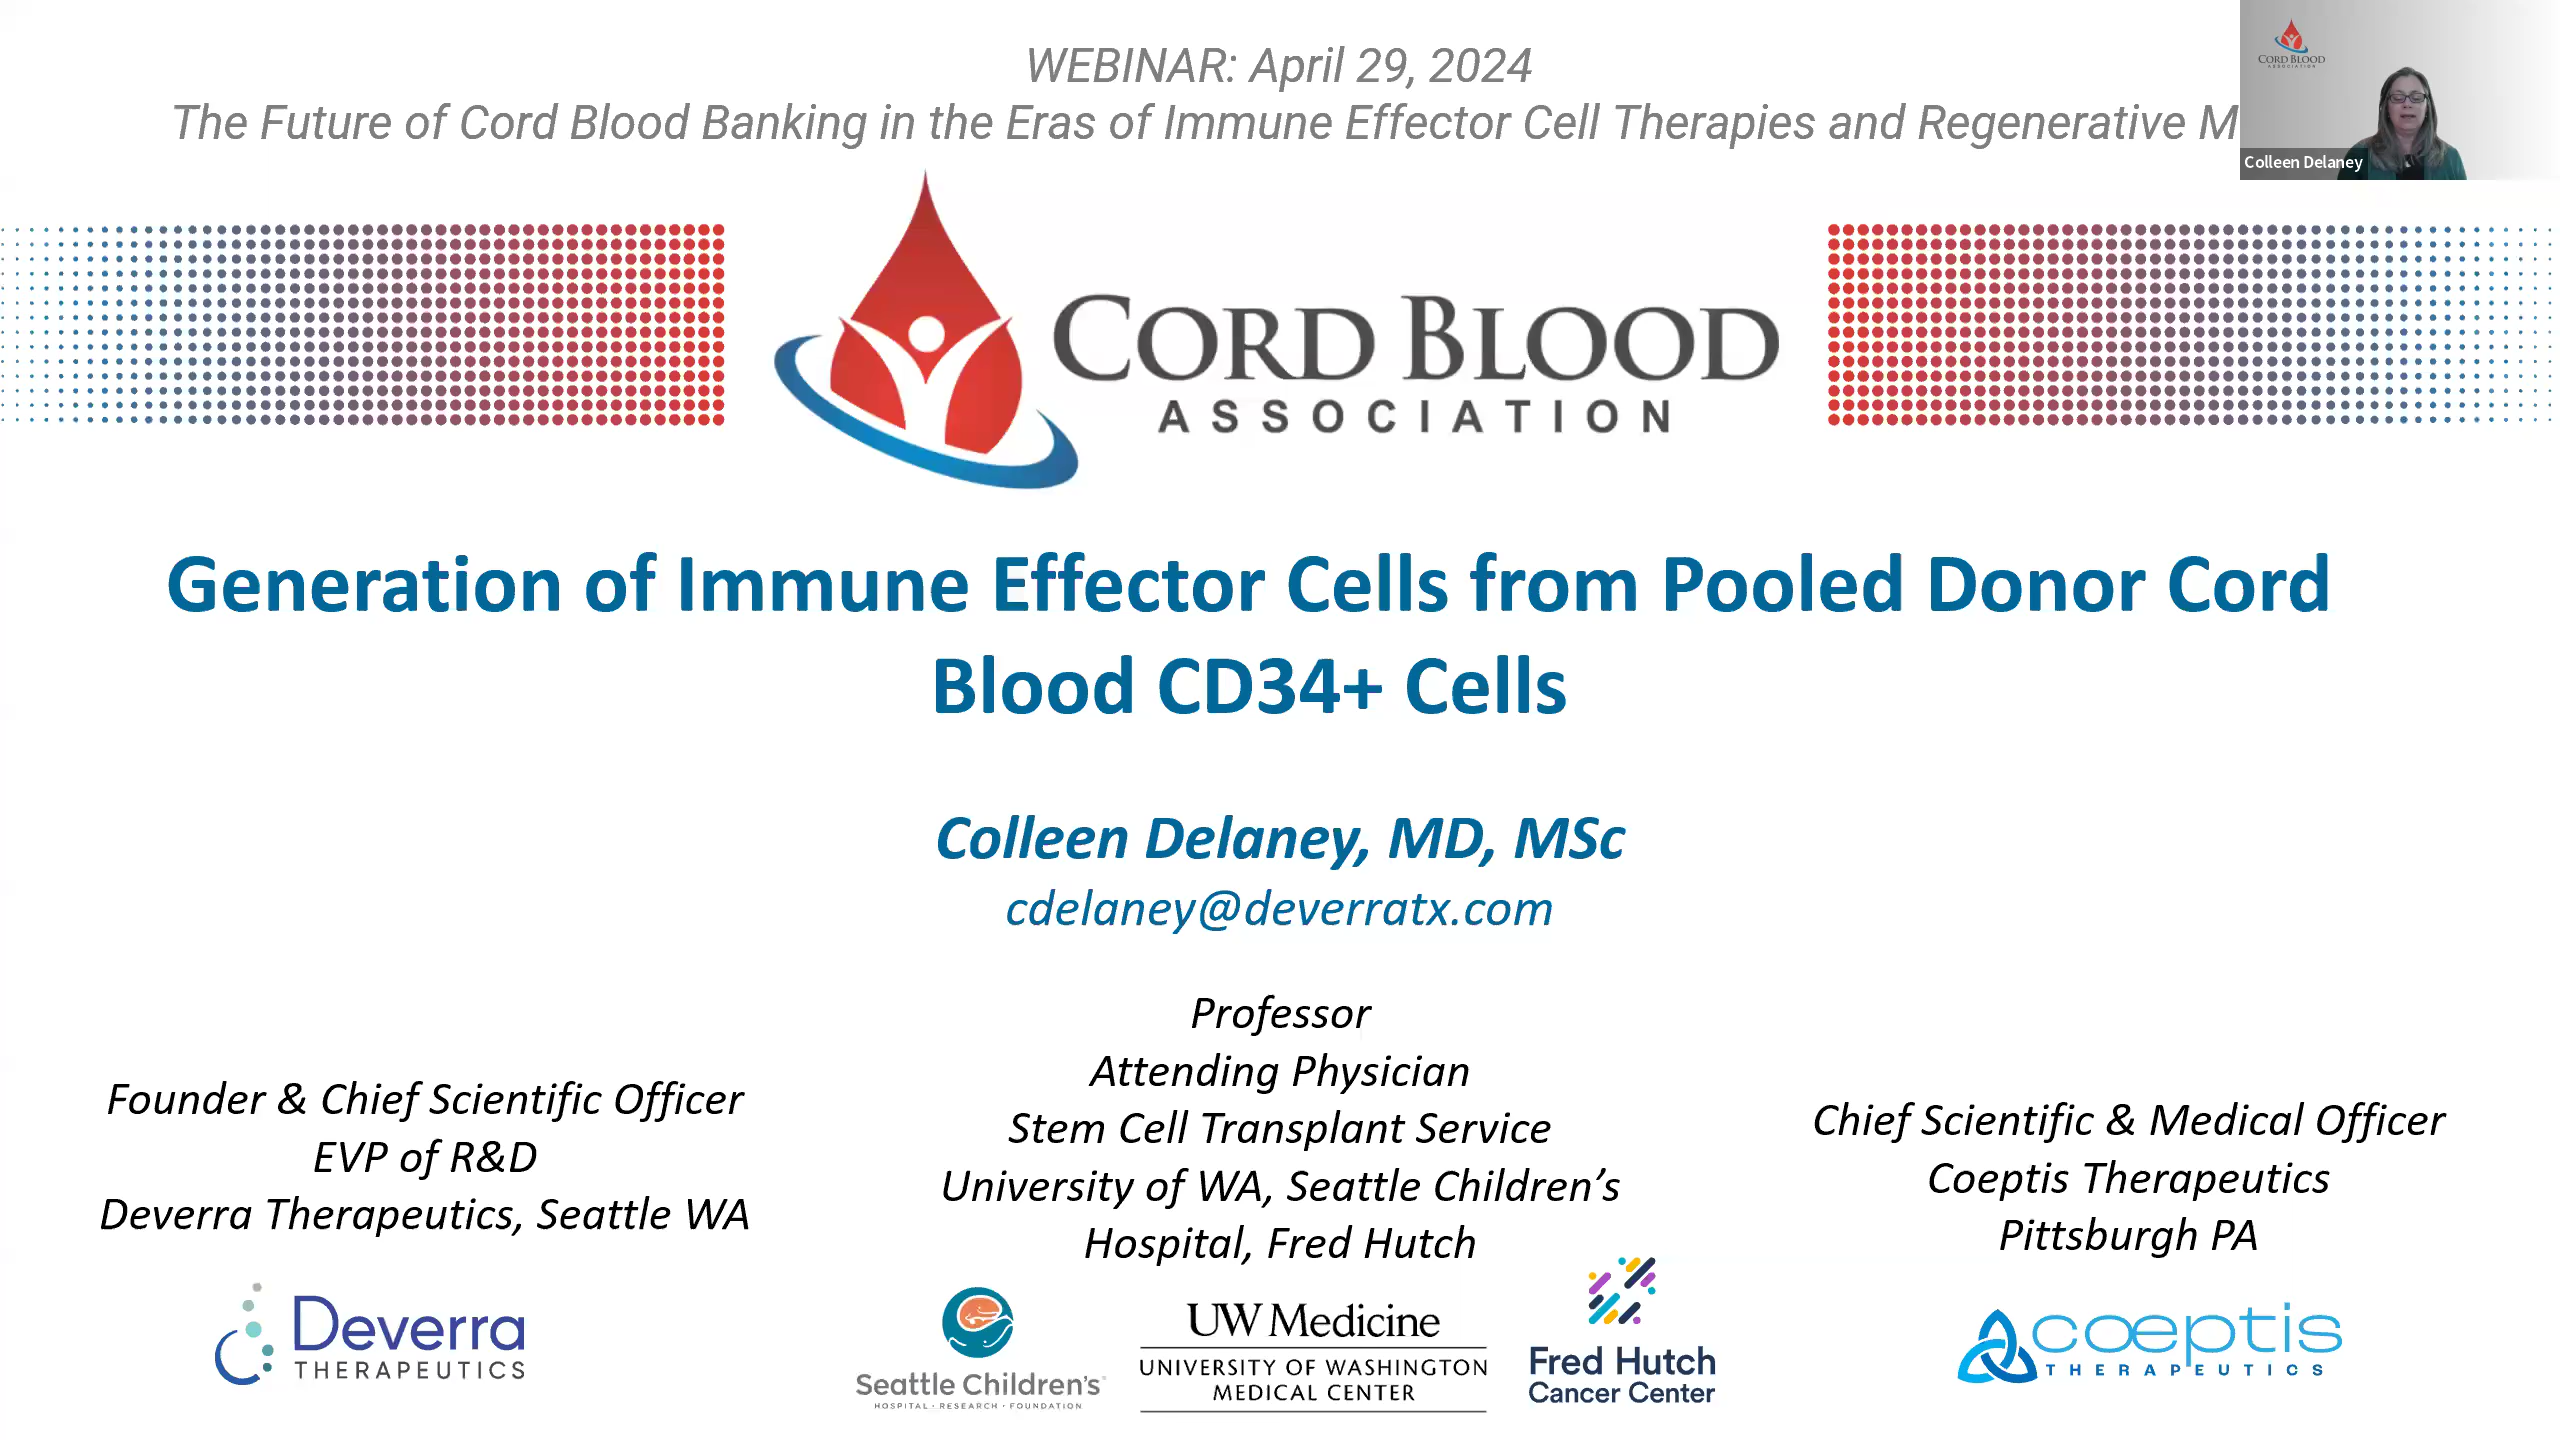 WEBINAR: April 29, 2024
The Future of Cord Blood Banking in the Eras of Immune Effector Cell Therapies and Regenerative M
CORD BLOOD
ASSOCIATION
Colleen Delaney
CORD BLOOD
ASSOCIATION
Generation of Immune Effector Cells from Pooled Donor Cord
Blood CD34+ Cells
Colleen Delaney, MD, MSc
cdelaney@deverratx.com
Founder & Chief Scientific Officer
EVP of R&D
Deverra Therapeutics, Seattle WA
Deverra
THERAPEUTICS
Professor
Attending Physician
Stem Cell Transplant Service
University of WA, Seattle Children’s
Hospital, Fred Hutch
Seattle Children's®
HOSPITAL • RESEARCH • FOUNDATION
UW Medicine
UNIVERSITY OF WASHINGTON
MEDICAL CENTER
Fred Hutch
Cancer Center
Chief Scientific & Medical Officer
Coeptis Therapeutics
Pittsburgh PA
coeptis
THERAPEUTICS